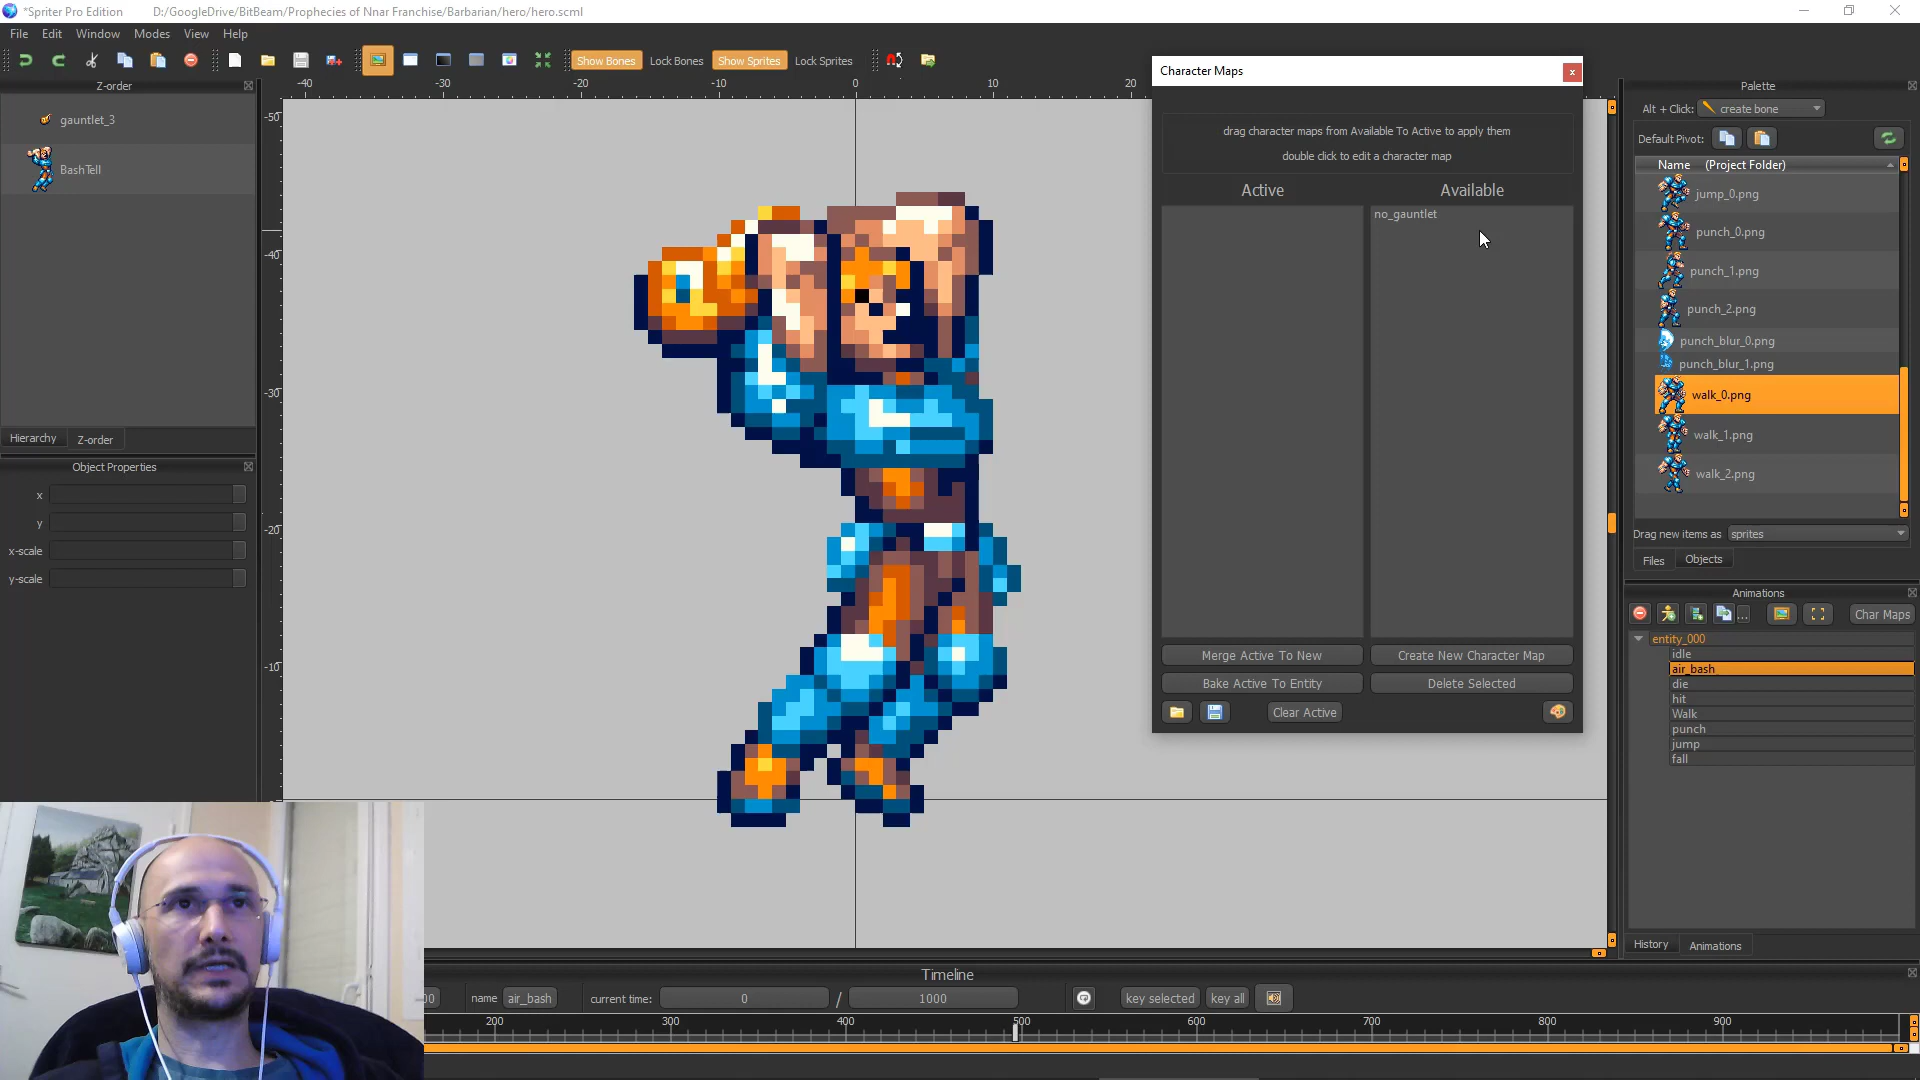 *Spriter Pro Edition D:/GoogleDrive/BitBeam/Prophecies of Nnar Franchise/Barbarian/hero/hero.scml
File Edit Window Modes View Help
Show Bones Lock Bones Show Sprites Lock Sprites
Z-order
gauntlet_3
BashTell
Hierarchy Z-order
Object Properties
x
y
x-scale
y-scale
-40 -30 -20 -10 0 10 20
-50
-40
-30
-20
-10
Character Maps
x
drag character maps from Available To Active to apply them
double click to edit a character map
Active Available
no_gauntlet
Merge Active To New Create New Character Map
Bake Active To Entity Delete Selected
Clear Active
Palette
Alt + Click: create bone
Default Pivot:
Name (Project Folder)
jump_0.png
punch_0.png
punch_1.png
punch_2.png
punch_blur_0.png
punch_blur_1.png
walk_0.png
walk_1.png
walk_2.png
Drag new items as sprites
Files Objects
Animations
... Char Maps
entity_000
idle
air_bash
die
hit
Walk
punch
jump
fall
History Animations
Timeline
00 name air_bash current time: 0 / 1000 key selected key all
200 300 400 500 600 700 800 900